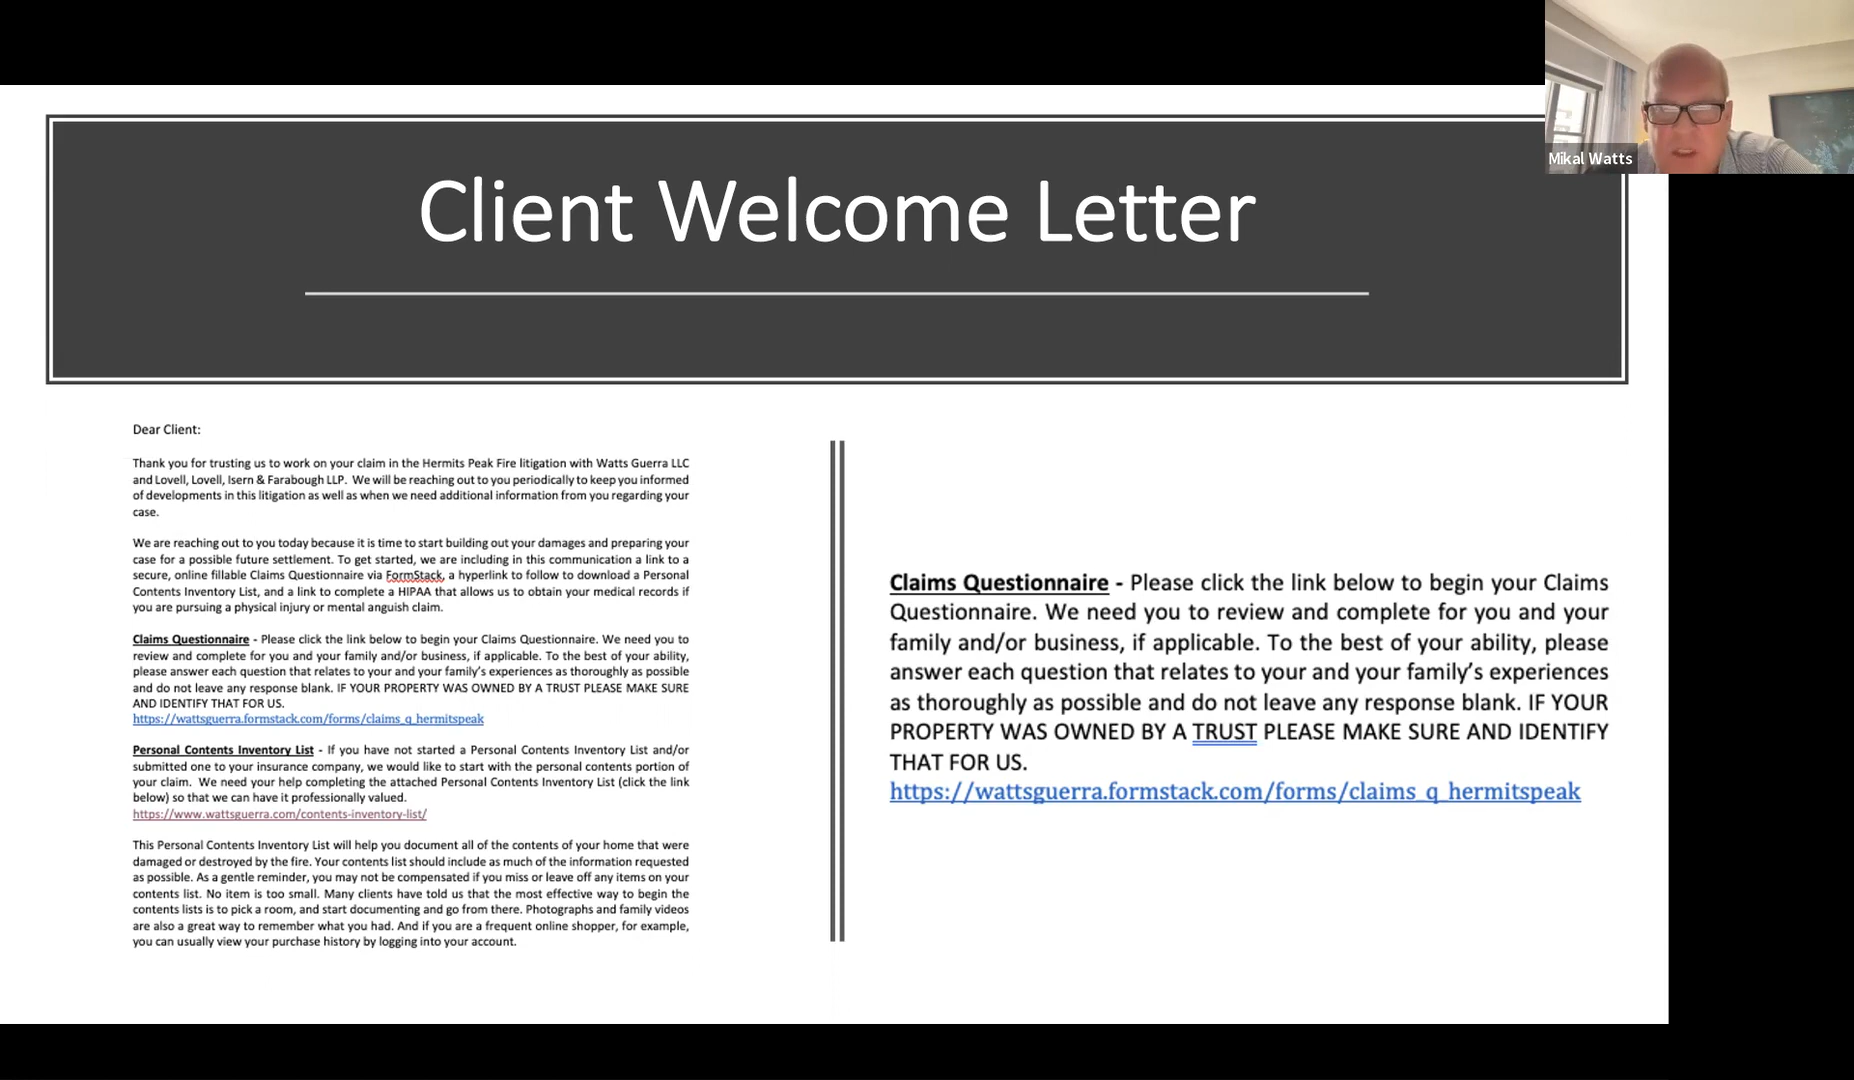 Mikal Watts
Client Welcome Letter
Dear Client:
Thank you for trusting us to work on your claim in the Hermits Peak Fire litigation with Watts Guerra LLC
and Lovell, Lovell, Isern & Farabough LLP.  We will be reaching out to you periodically to keep you informed
of developments in this litigation as well as when we need additional information from you regarding your
case.
We are reaching out to you today because it is time to start building out your damages and preparing your
case for a possible future settlement. To get started, we are including in this communication a link to a
secure, online fillable Claims Questionnaire via FormStack, a hyperlink to follow to download a Personal
Contents Inventory List, and a link to complete a HIPAA that allows us to obtain your medical records if
you are pursuing a physical injury or mental anguish claim.
Claims Questionnaire - Please click the link below to begin your Claims Questionnaire. We need you to
review and complete for you and your family and/or business, if applicable. To the best of your ability,
please answer each question that relates to your and your family's experiences as thoroughly as possible
and do not leave any response blank. IF YOUR PROPERTY WAS OWNED BY A TRUST PLEASE MAKE SURE
AND IDENTIFY THAT FOR US.
https://wattsguerra.formstack.com/forms/claims_q_hermitspeak
Personal Contents Inventory List - If you have not started a Personal Contents Inventory List and/or
submitted one to your insurance company, we would like to start with the personal contents portion of
your claim.  We need your help completing the attached Personal Contents Inventory List (click the link
below) so that we can have it professionally valued.
https://www.wattsguerra.com/contents-inventory-list/
This Personal Contents Inventory List will help you document all of the contents of your home that were
damaged or destroyed by the fire. Your contents list should include as much of the information requested
as possible. As a gentle reminder, you may not be compensated if you miss or leave off any items on your
contents list. No item is too small. Many clients have told us that the most effective way to begin the
contents lists is to pick a room, and start documenting and go from there. Photographs and family videos
are also a great way to remember what you had. And if you are a frequent online shopper, for example,
you can usually view your purchase history by logging into your account.
Claims Questionnaire - Please click the link below to begin your Claims
Questionnaire. We need you to review and complete for you and your
family and/or business, if applicable. To the best of your ability, please
answer each question that relates to your and your family's experiences
as thoroughly as possible and do not leave any response blank. IF YOUR
PROPERTY WAS OWNED BY A TRUST PLEASE MAKE SURE AND IDENTIFY
THAT FOR US.
https://wattsguerra.formstack.com/forms/claims_q_hermitspeak